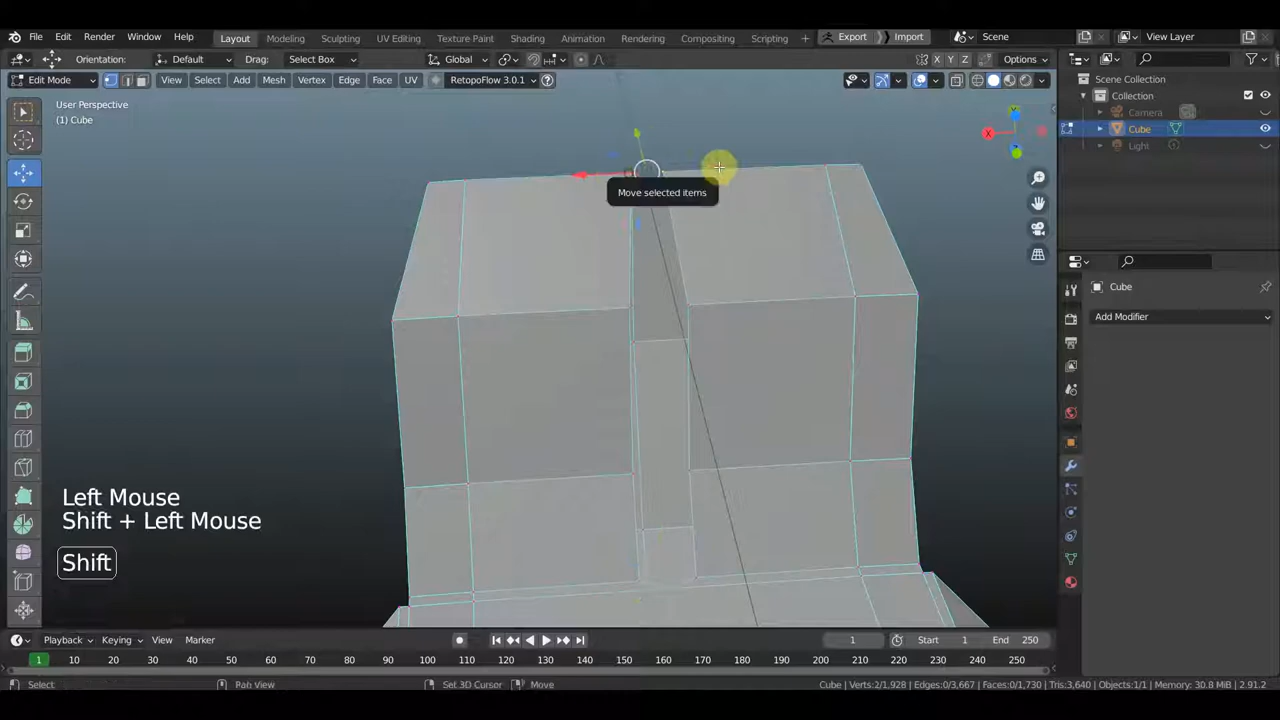 File Edit Render Window Help Layout Modeling Sculpting UV Editing Texture Paint Shading Animation Rendering Compositing Scripting + Export Import Scene View Layer
Orientation: Default Drag: Select Box Global X Y Z Options
Edit Mode View Select Add Mesh Vertex Edge Face UV RetopoFlow 3.0.1
User Perspective
(1) Cube
Scene Collection
Collection
Camera
Cube
Light
X
Move selected items
Cube
Add Modifier
Left Mouse
Shift + Left Mouse
Shift
Playback Keying View Marker 1 Start 1 End 250
1 10 20 30 40 50 60 70 80 90 100 110 120 130 140 150 160 170 180 190 200 210 220 230 240 250
Select Pan View Set 3D Cursor Move Cube | Verts:2/1,928 | Edges:0/3,667 | Faces:0/1,730 | Tris:3,640 | Objects:1/1 | Memory: 30.8 MiB | 2.91.2